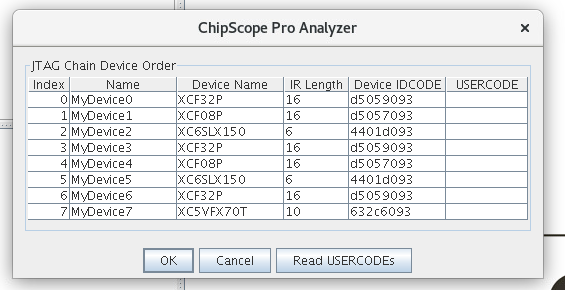 ChipScope Pro Analyzer
JTAG Chain Device Order
Index Name Device Name IR Length Device IDCODE USERCODE
0 MyDevice0 XCF32P 16 d5059093
1 MyDevice1 XCF08P 16 d5057093
2 MyDevice2 XC6SLX150 6 4401d093
3 MyDevice3 XCF32P 16 d5059093
4 MyDevice4 XCF08P 16 d5057093
5 MyDevice5 XC6SLX150 6 4401d093
6 MyDevice6 XCF32P 16 d5059093
7 MyDevice7 XC5VFX70T 10 632c6093
OK Cancel Read USERCODEs